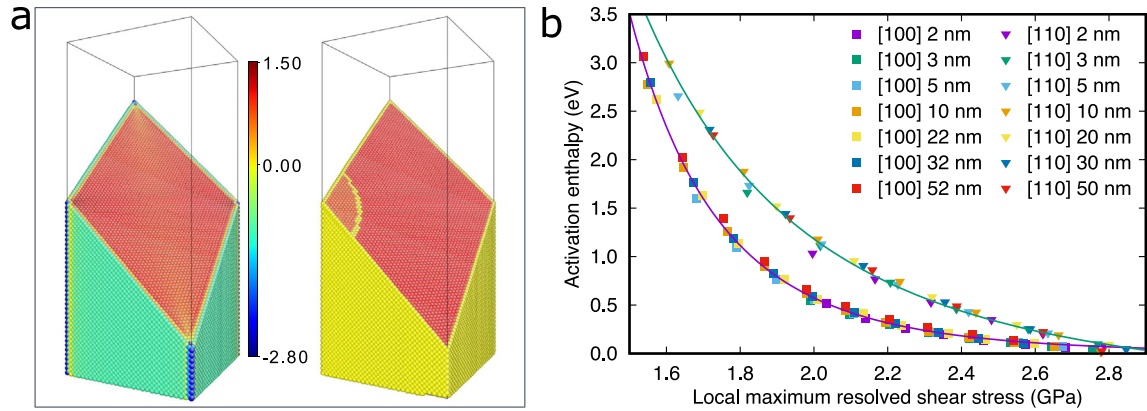 a
1.50
0.00
-2.80
b
Activation enthalpy (eV)
3.5
3.0
2.5
2.0
1.5
1.0
0.5
0.0
[100] 2 nm
[110] 2 nm
[100] 3 nm
[110] 3 nm
[100] 5 nm
[110] 5 nm
[100] 10 nm
[110] 10 nm
[100] 22 nm
[110] 20 nm
[100] 32 nm
[110] 30 nm
[100] 52 nm
[110] 50 nm
1.6 1.8 2.0 2.2 2.4 2.6 2.8
Local maximum resolved shear stress (GPa)